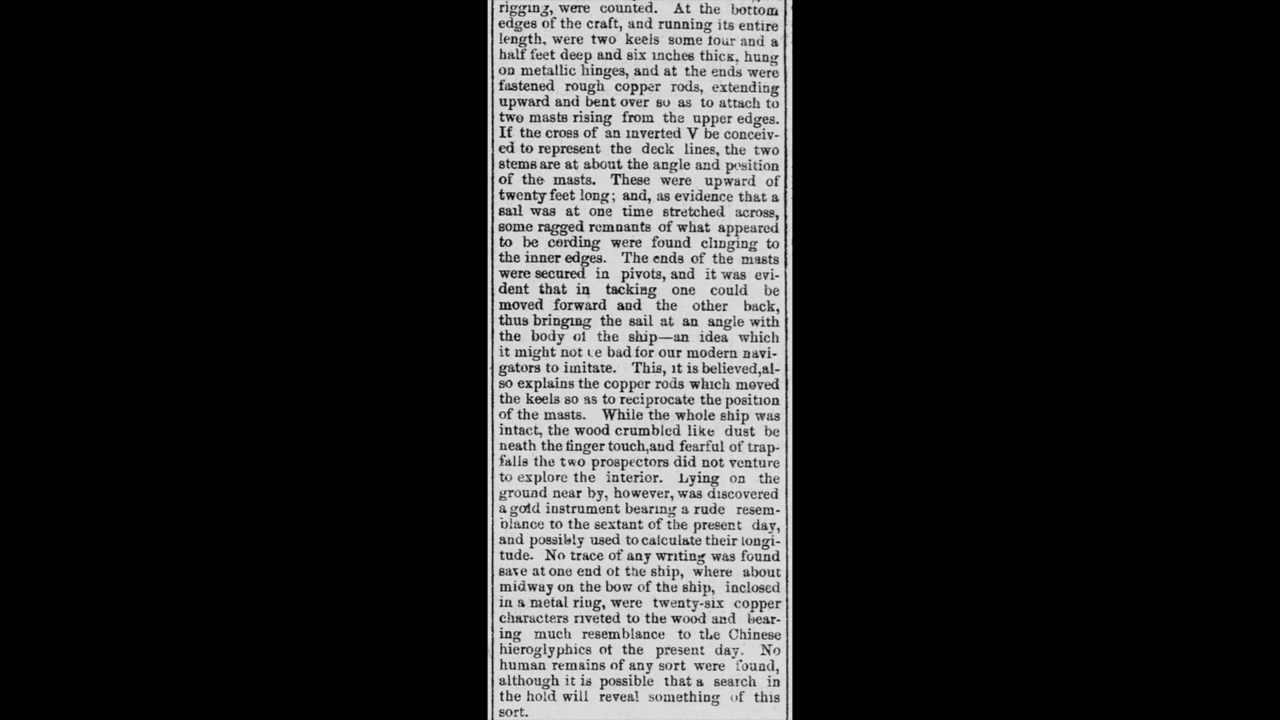 rigging, were counted. At the bottom
edges of the craft, and running its entire
length, were two keels some four and a
half feet deep and six inches thick, hung
on metallic hinges, and at the ends were
fastened rough copper rods, extending
upward and bent over so as to attach to
two masts rising from the upper edges.
If the cross of an inverted V be conceiv-
ed to represent the deck lines, the two
stems are at about the angle and position
of the masts. These were upward of
twenty feet long; and, as evidence that a
sail was at one time stretched across,
some ragged remnants of what appeared
to be cording were found clinging to
the inner edges. The ends of the masts
were secured in pivots, and it was evi-
dent that in tacking one could be
moved forward and the other back,
thus bringing the sail at an angle with
the body of the ship—an idea which
it might not be bad for our modern navi-
gators to imitate. This, it is believed,al-
so explains the copper rods which moved
the keels so as to reciprocate the position
of the masts. While the whole ship was
intact, the wood crumbled like dust be
neath the finger touch,and fearful of trap-
falls the two prospectors did not venture
to explore the interior. Lying on the
ground near by, however, was discovered
a gold instrument bearing a rude resem-
blance to the sextant of the present day,
and possibly used to calculate their longi-
tude. No trace of any writing was found
save at one end of the ship, where about
midway on the bow of the ship, inclosed
in a metal ring, were twenty-six copper
characters riveted to the wood and bear-
ing much resemblance to the Chinese
hieroglyphics of the present day. No
human remains of any sort were found,
although it is possible that a search in
the hold will reveal something of this
sort.